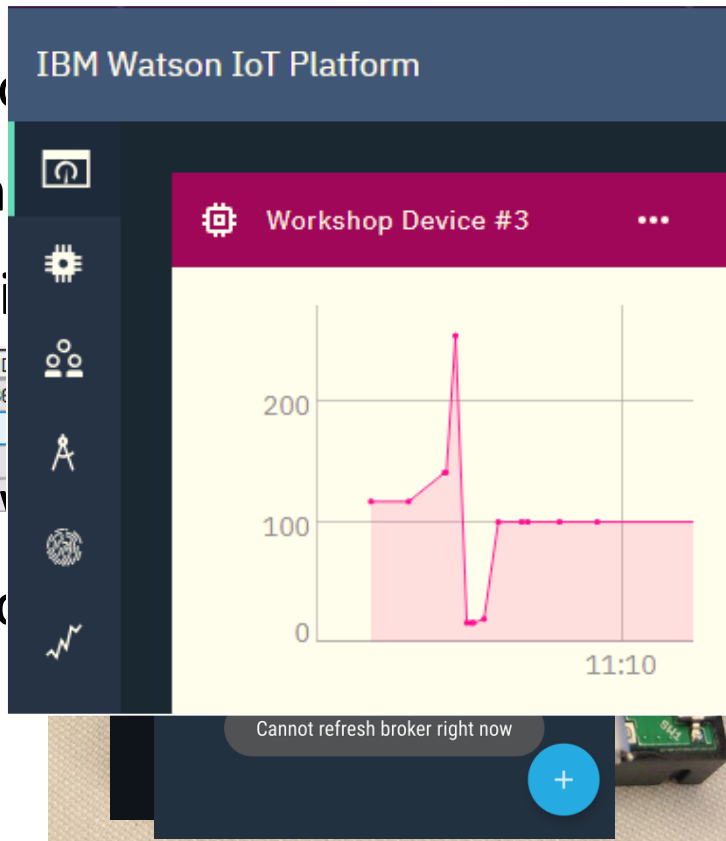 IBM Watson IoT Platform
Workshop Device #3
200
100
0
11:10
Cannot refresh broker right now